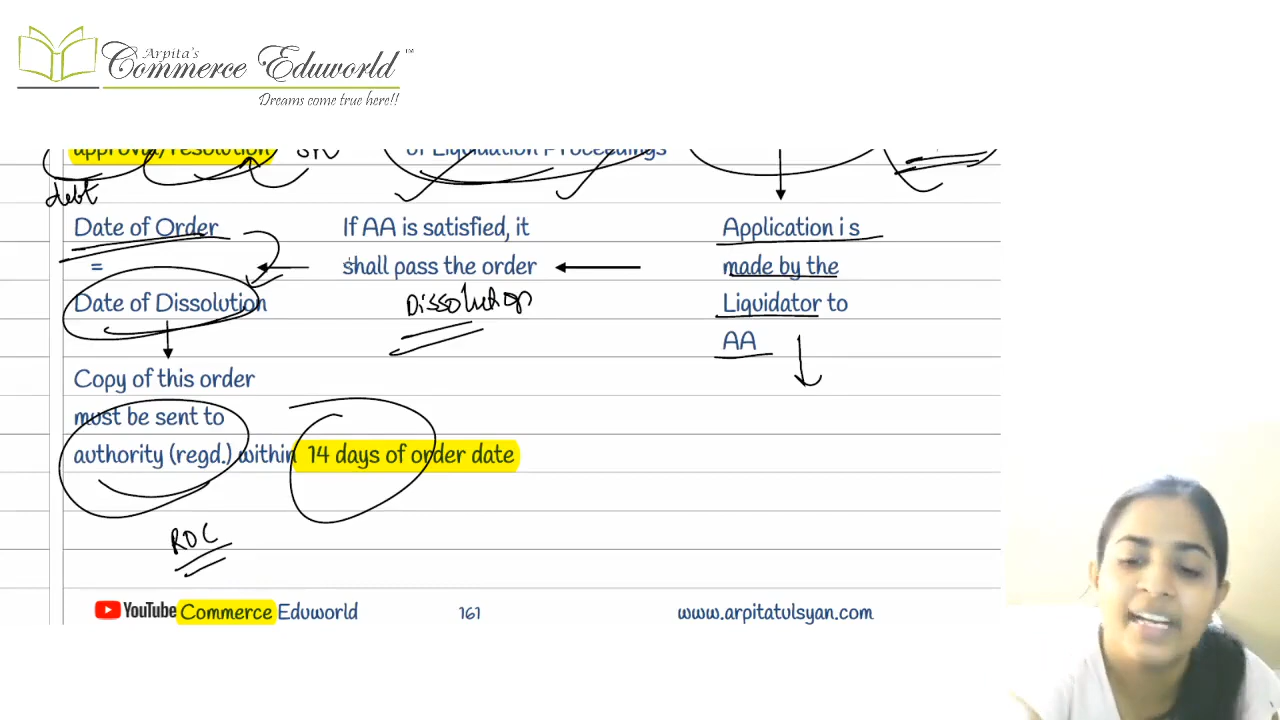 Arpita's
Commerce Eduworld™
Dreams come true here!!
approval/resolution
of Liquidation Proceedings
debt
Date of Order
=
Date of Dissolution
If AA is satisfied, it
shall pass the order
Dissolution
Application i s
made by the
Liquidator to
AA
Copy of this order
must be sent to
authority (regd.) within 14 days of order date
ROC
YouTube Commerce Eduworld
161
www.arpitatulsyan.com